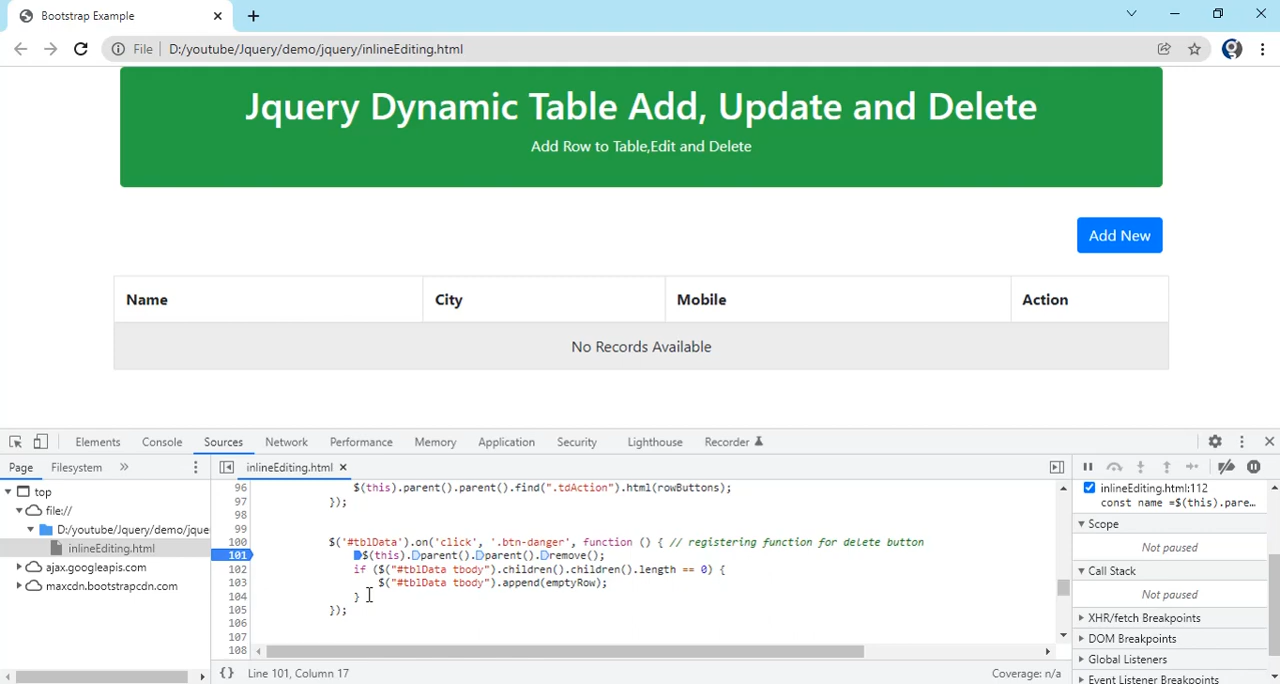 Bootstrap Example
File D:/youtube/Jquery/demo/jquery/inlineEditing.html
Jquery Dynamic Table Add, Update and Delete
Add Row to Table,Edit and Delete
Add New
Name City Mobile Action
No Records Available
Elements Console Sources Network Performance Memory Application Security Lighthouse Recorder
Page Filesystem » inlineEditing.html
top
file://
D:/youtube/Jquery/demo/jque
inlineEditing.html
ajax.googleapis.com
maxcdn.bootstrapcdn.com
96 $(this).parent().parent().find(".tdAction").html(rowButtons);
97 });
98
99
100 $('#tblData').on('click', '.btn-danger', function () { // registering function for delete button
101 $(this).parent().parent().remove();
102 if ($("#tblData tbody").children().children().length == 0) {
103 $("#tblData tbody").append(emptyRow);
104 }
105 });
106
107
108
{ } Line 101, Column 17 Coverage: n/a
inlineEditing.html:112
const name =$(this).pare...
Scope
Not paused
Call Stack
Not paused
XHR/fetch Breakpoints
DOM Breakpoints
Global Listeners
Event Listener Breakpoints